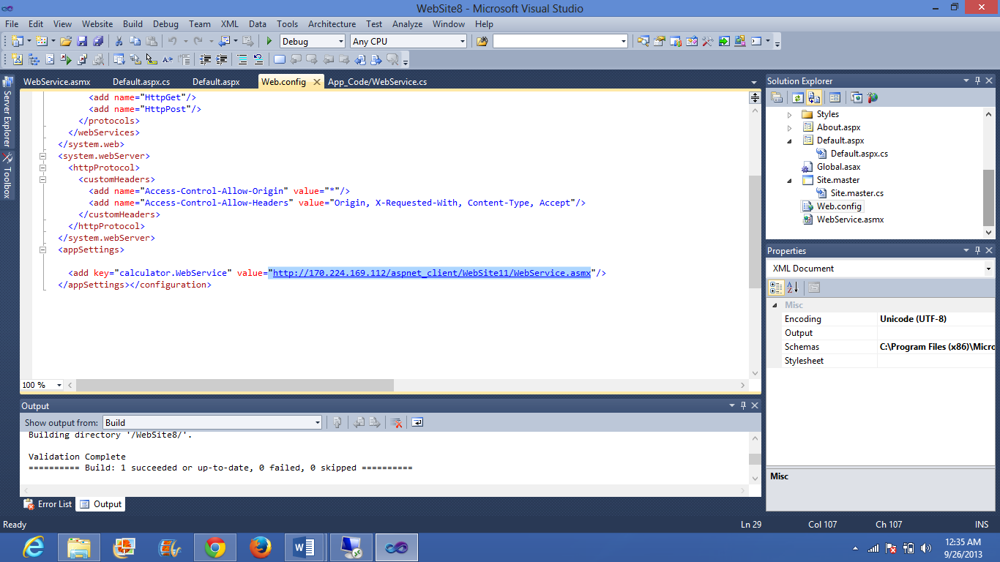 WebSite8 - Microsoft Visual Studio
File Edit View Website Build Debug Team XML Data Tools Architecture Test Analyze Window Help
Debug Any CPU
WebService.asmx Default.aspx.cs Default.aspx Web.config App_Code/WebService.cs
Server Explorer
Toolbox
<add name="HttpGet"/>
<add name="HttpPost"/>
</protocols>
</webServices>
</system.web>
<system.webServer>
<httpProtocol>
<customHeaders>
<add name="Access-Control-Allow-Origin" value="*"/>
<add name="Access-Control-Allow-Headers" value="Origin, X-Requested-With, Content-Type, Accept"/>
</customHeaders>
</httpProtocol>
</system.webServer>
<appSettings>
<add key="calculator.WebService" value="http://170.224.169.112/aspnet_client/WebSite11/WebService.asmx"/>
</appSettings></configuration>
100 %
Solution Explorer
Styles
About.aspx
Default.aspx
Default.aspx.cs
Global.asax
Site.master
Site.master.cs
Web.config
WebService.asmx
Properties
XML Document
Misc
Encoding Unicode (UTF-8)
Output
Schemas C:\Program Files (x86)\Micro
Stylesheet
Misc
Output
Show output from: Build
Building directory '/WebSite8/'.
Validation Complete
========== Build: 1 succeeded or up-to-date, 0 failed, 0 skipped ==========
Error List Output
Ready Ln 29 Col 107 Ch 107 INS
12:35 AM
9/26/2013